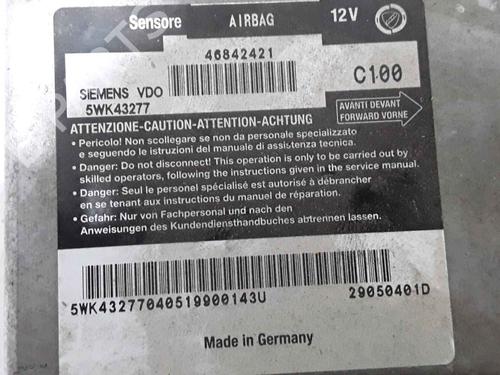 Sensore AIRBAG 12V
46842421
SIEMENS VDO
5WK43277
C100
AVANTI DEVANT
FORWARD VORNE
ATTENZIONE-CAUTION-ATTENTION-ACHTUNG
• Pericolo! Non scollegare se non da personale specializzato
e seguendo le istruzioni del manuale di assistenza tecnica.
• Danger: Do not disconnect! This operation is only to be carried out by
skilled operators, following the instructions given in the service manual.
• Danger: Seul le personel spécialisé est autorisé à débrancher
en se tenant aux instructions du manuel de réparation.
• Gefahr: Nur von Fachpersonal und nach den
Anweisungen des Kundendiensthandbuches abtrennen lassen.
5WK43277040519900143U 29050401D
Made in Germany